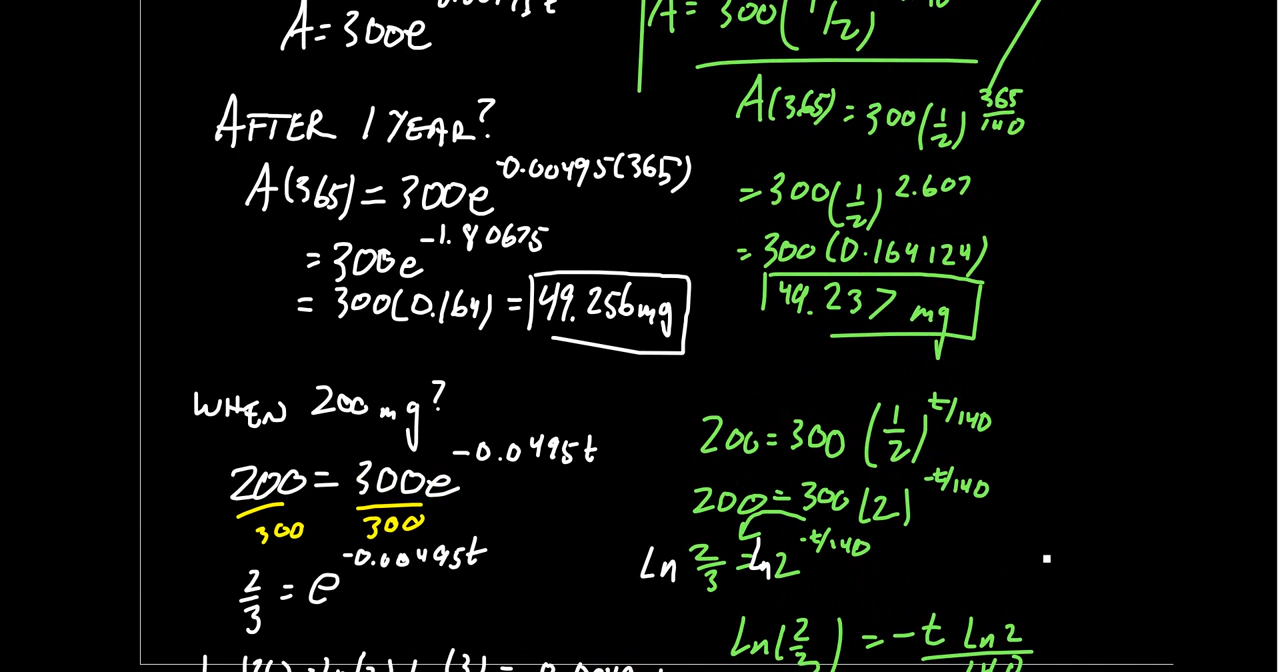 A = 300e
A = 300(1/2)
AFTER 1 YEAR?
A(365) = 300e^-0.00495(365)
= 300e^-1.80675
= 300(0.164) = 49.256mg
A(365) = 300(1/2)^365/140
= 300(1/2)^2.607
= 300(0.164124)
49.237 mg
WHEN 200mg?
200 = 300e^-0.0495t
300 300
2/3 = e^-0.00495t
200 = 300 (1/2)^t/140
200 = 300(2)^-t/140
Ln 2/3 = Ln 2^-t/140
Ln(2/3) = -t Ln 2/140